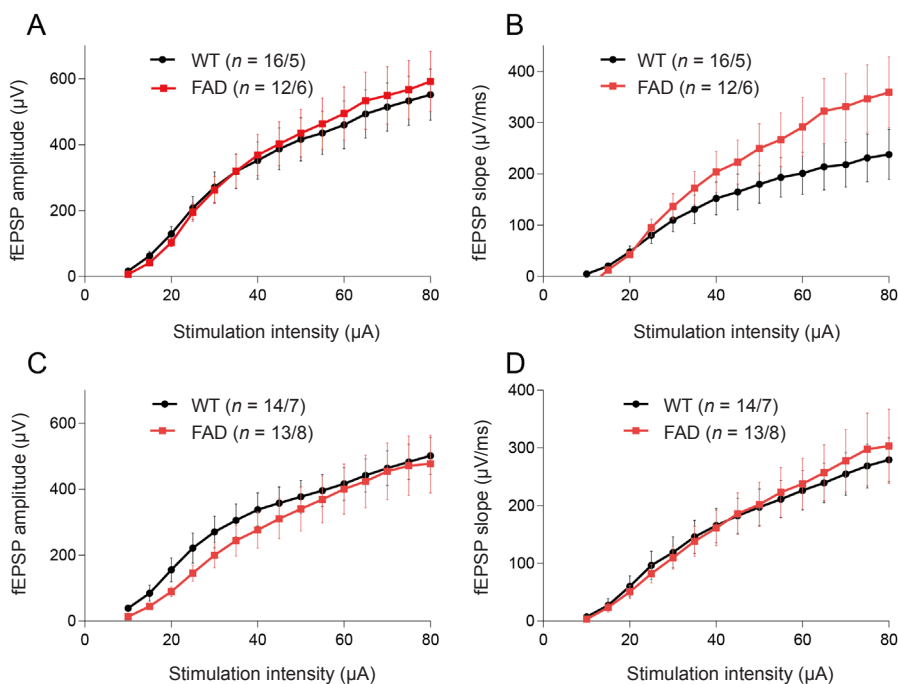 A
WT (n = 16/5)
FAD (n = 12/6)
fEPSP amplitude (µV)
600
400
200
0
0
20
40
60
80
Stimulation intensity (µA)
B
WT (n = 16/5)
FAD (n = 12/6)
fEPSP slope (µV/ms)
400
300
200
100
0
0
20
40
60
80
Stimulation intensity (µA)
C
WT (n = 14/7)
FAD (n = 13/8)
fEPSP amplitude (µV)
600
400
200
0
0
20
40
60
80
Stimulation intensity (µA)
D
WT (n = 14/7)
FAD (n = 13/8)
fEPSP slope (µV/ms)
400
300
200
100
0
0
20
40
60
80
Stimulation intensity (µA)